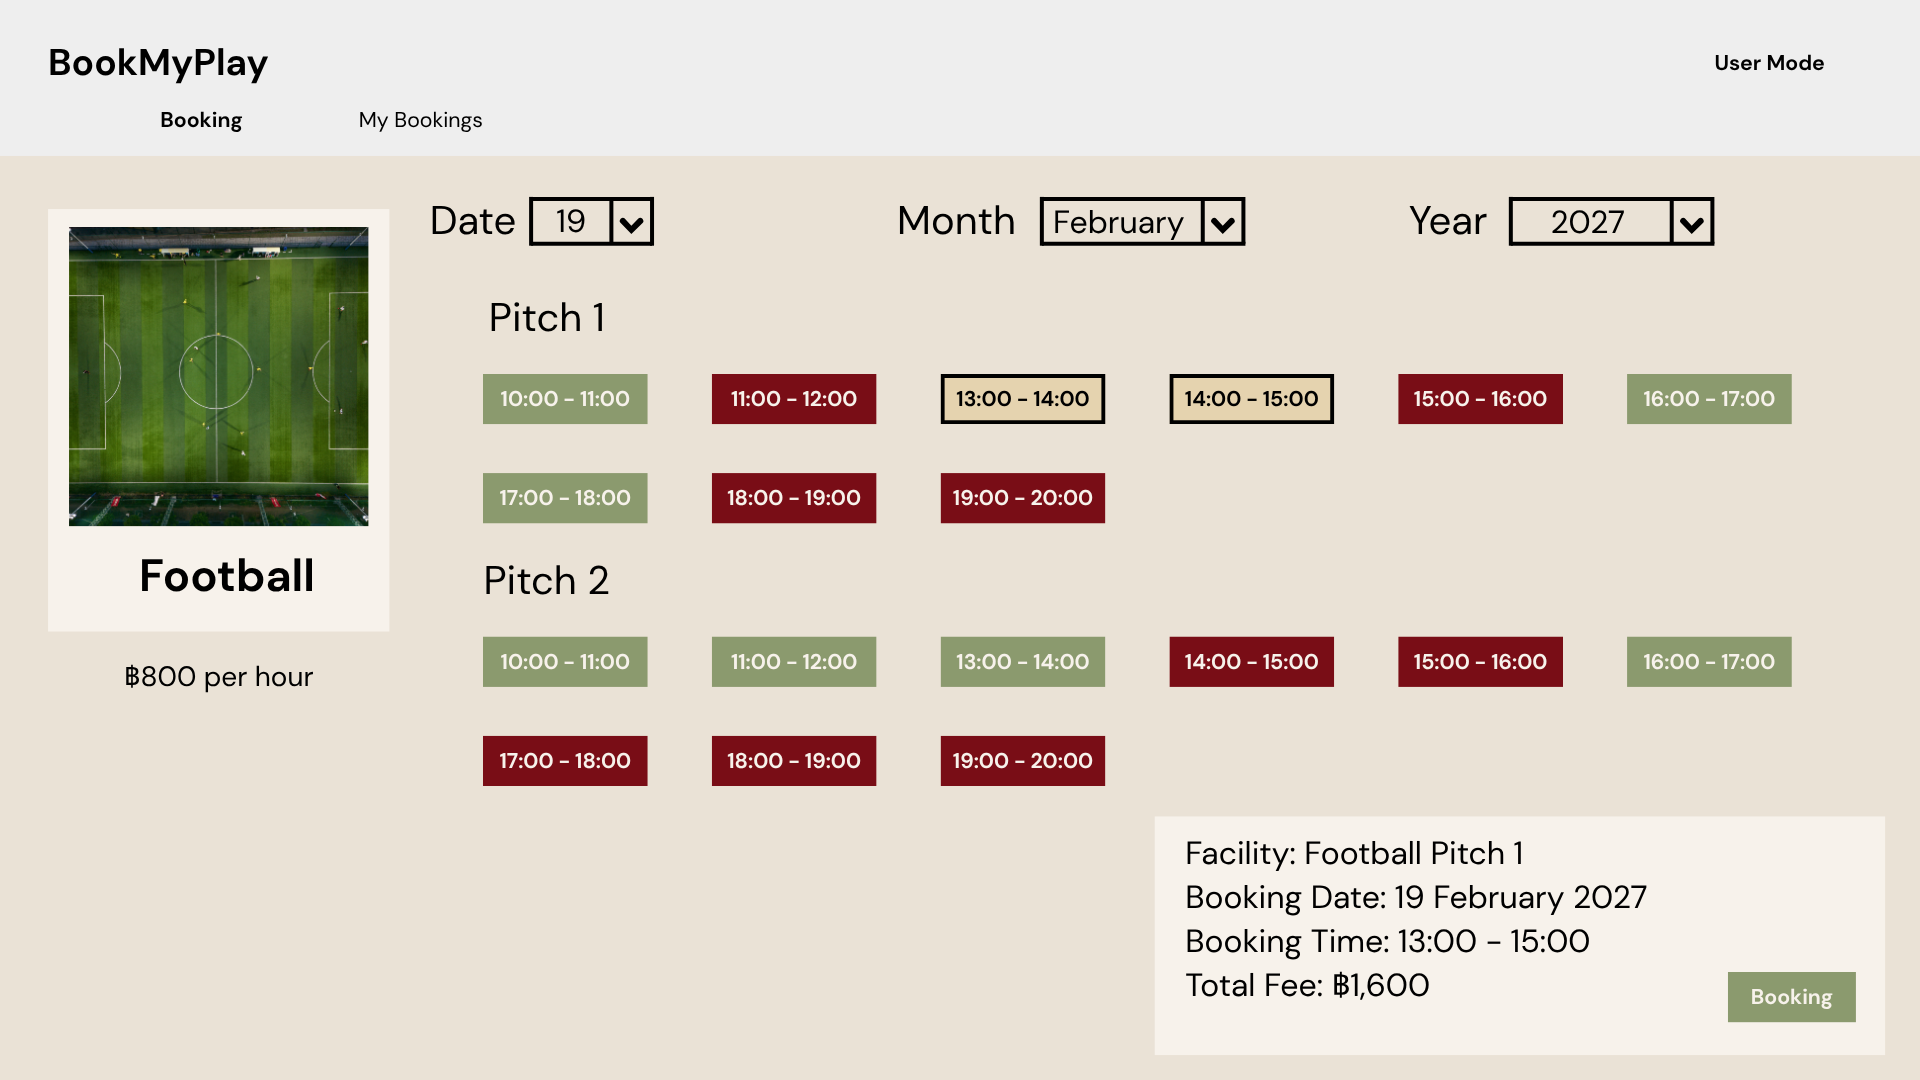 BookMyPlay
User Mode
Booking
My Bookings
Date 19
Month February
Year 2027
Pitch 1
10:00 - 11:00
11:00 - 12:00
13:00 - 14:00
14:00 - 15:00
15:00 - 16:00
16:00 - 17:00
17:00 - 18:00
18:00 - 19:00
19:00 - 20:00
Football
฿800 per hour
Pitch 2
10:00 - 11:00
11:00 - 12:00
13:00 - 14:00
14:00 - 15:00
15:00 - 16:00
16:00 - 17:00
17:00 - 18:00
18:00 - 19:00
19:00 - 20:00
Facility: Football Pitch 1
Booking Date: 19 February 2027
Booking Time: 13:00 - 15:00
Total Fee: ฿1,600
Booking